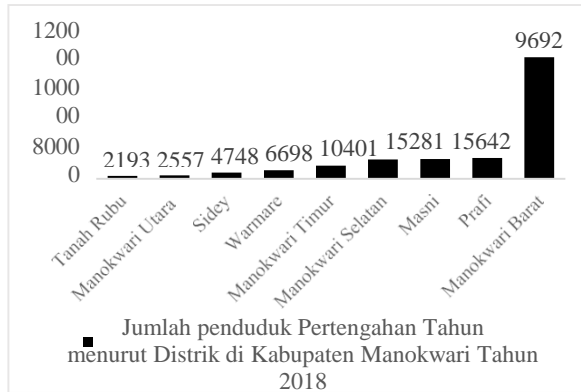 1200
00
1000
00
8000
0
2193 2557 4748 6698 10401 15281 15642 9692
Tanah Rubu
Manokwari Utara
Sidey
Warmare
Manokwari Timur
Manokwari Selatan
Masni
Prafi
Manokwari Barat
Jumlah penduduk Pertengahan Tahun
menurut Distrik di Kabupaten Manokwari Tahun
2018